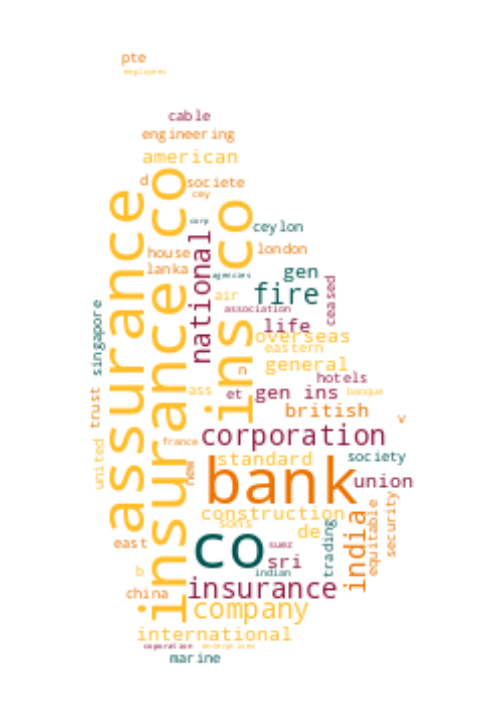 pte
employees
cable
engineering
american
d
societe
cey
assurance
insurance co
ins co
corp
ceylon
national
house
london
lanka
agencies
gen
air
fire
ceased
association
singapore
life
overseas
eastern
general
n
hotels
trust
ass
et
gen ins
banque
british
v
france
corporation
united
new
standard
society
bank
union
construction
sons
security
equitable
india
de
trading
east
co
suez
sri
b
indian
china
insurance
company
international
coporation
enterprises
marine